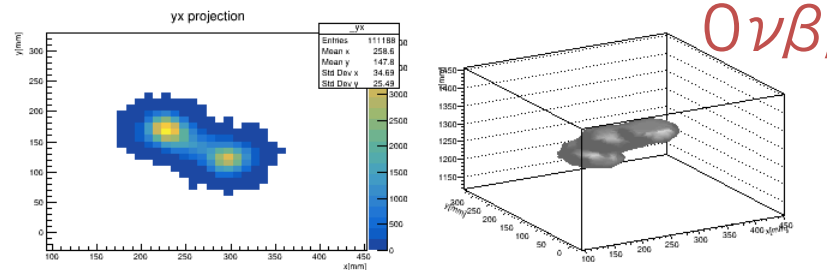 yx projection
_yx
Entries 111188
Mean x 258.6
Mean y 147.8
Std Dev x 34.69
Std Dev y 25.49
y[mm]
300
250
200
150
100
50
0
100 150 200 250 300 350 400 450
x[mm]
3000
2500
2000
1500
1000
500
0
0νβ
1450
1400
1350
1300
1250
1200
1150
300
250
200
150
100
50
0
y[mm]
100 150 200 250 300 350 400 450
x[mm]